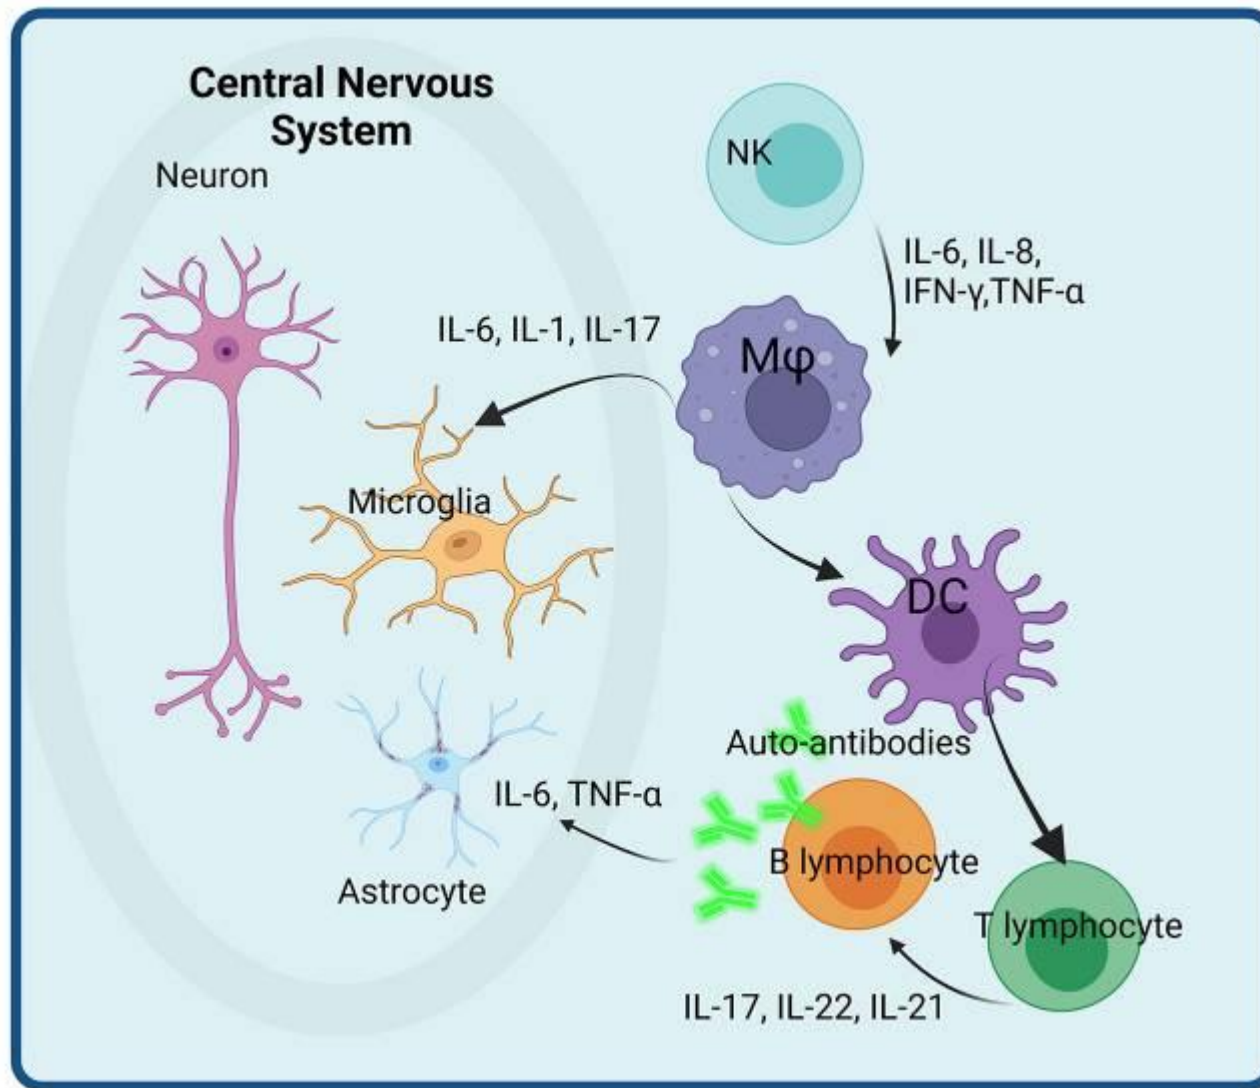 Central Nervous
System
Neuron
NK
IL-6, IL-8,
IFN-γ,TNF-α
IL-6, IL-1, IL-17
Mφ
Microglia
DC
Auto-antibodies
IL-6, TNF-α
B lymphocyte
Astrocyte
T lymphocyte
IL-17, IL-22, IL-21